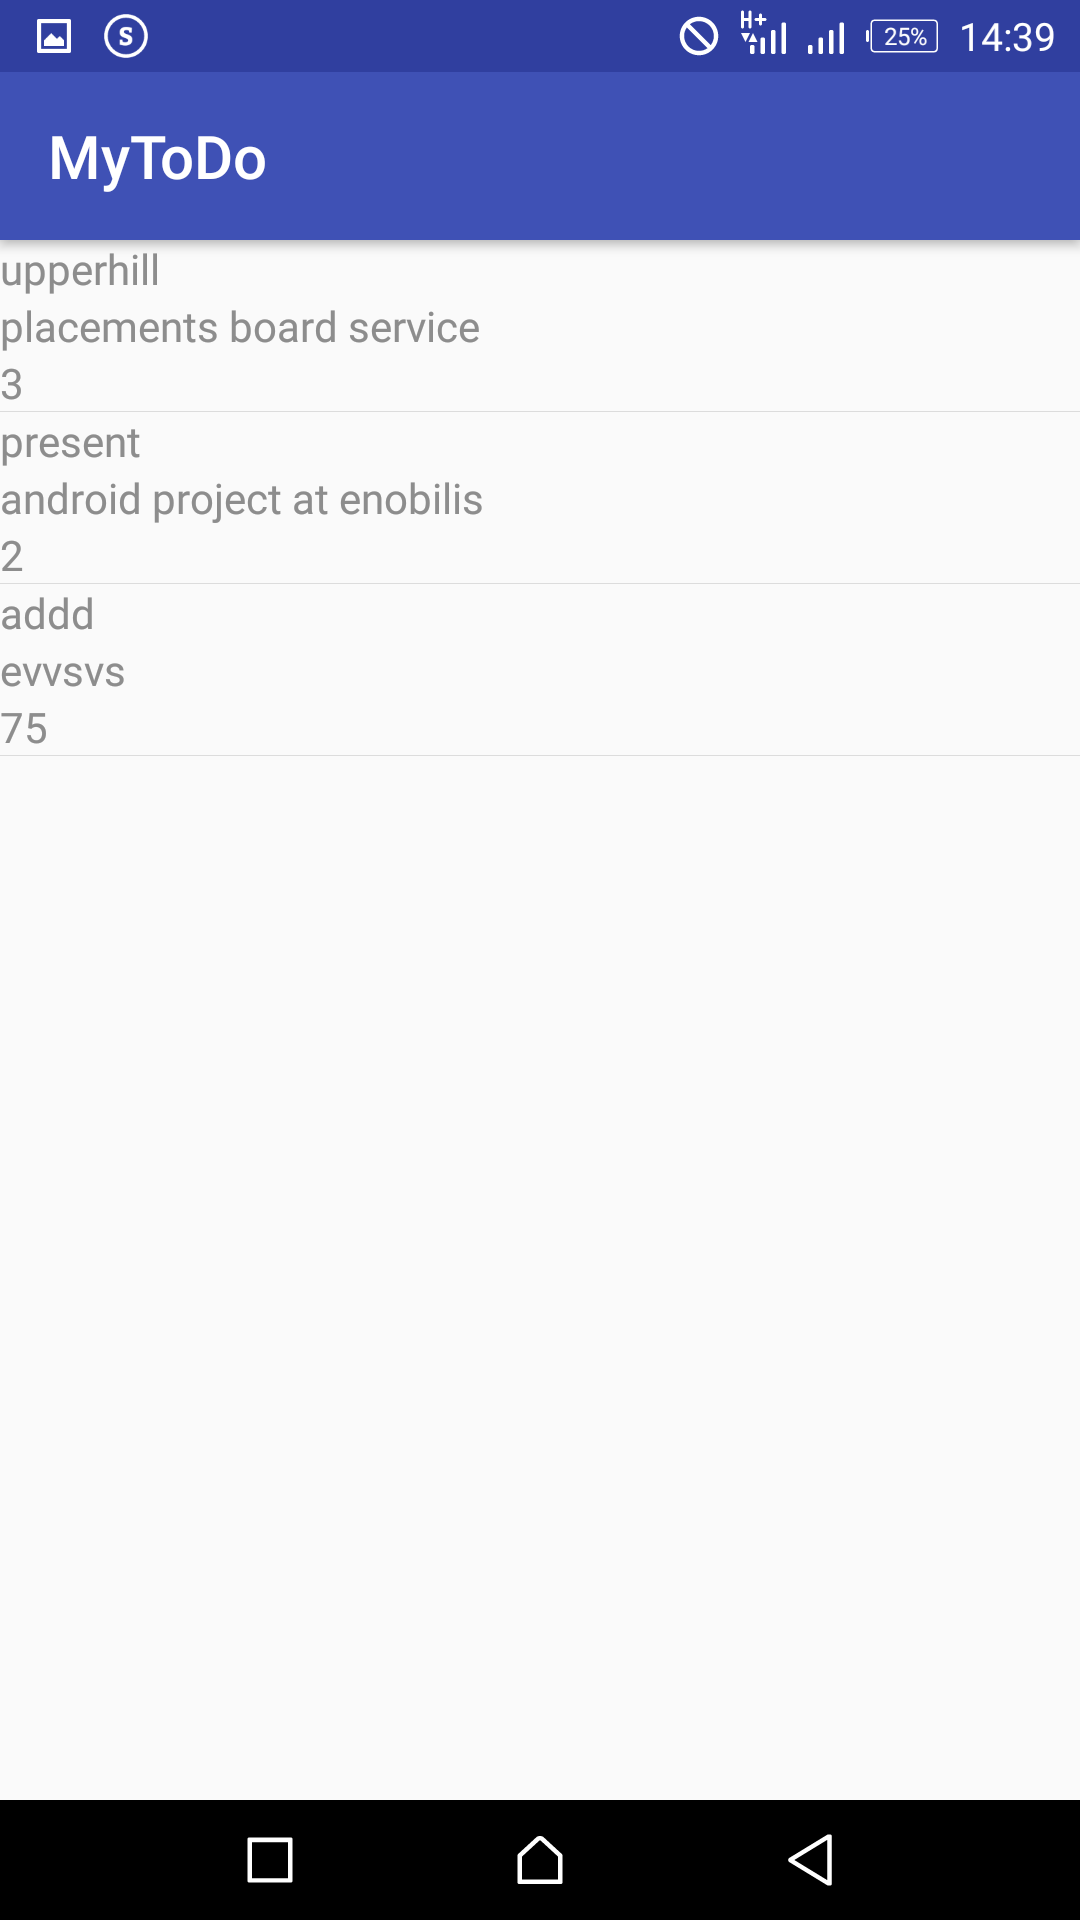 S H+ 25% 14:39
MyToDo
upperhill
placements board service
3
present
android project at enobilis
2
addd
evvsvs
75